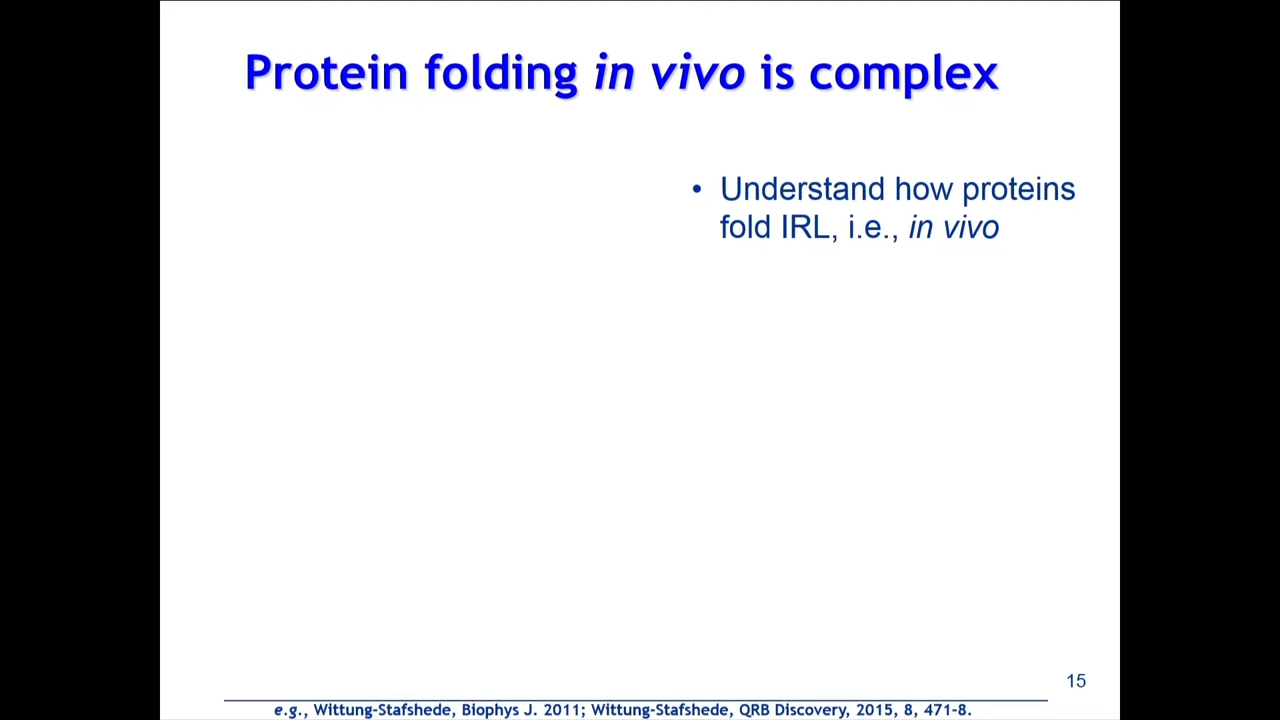 Protein folding in vivo is complex
• Understand how proteins
fold IRL, i.e., in vivo
15
e.g., Wittung-Stafshede, Biophys J. 2011; Wittung-Stafshede, QRB Discovery, 2015, 8, 471-8.